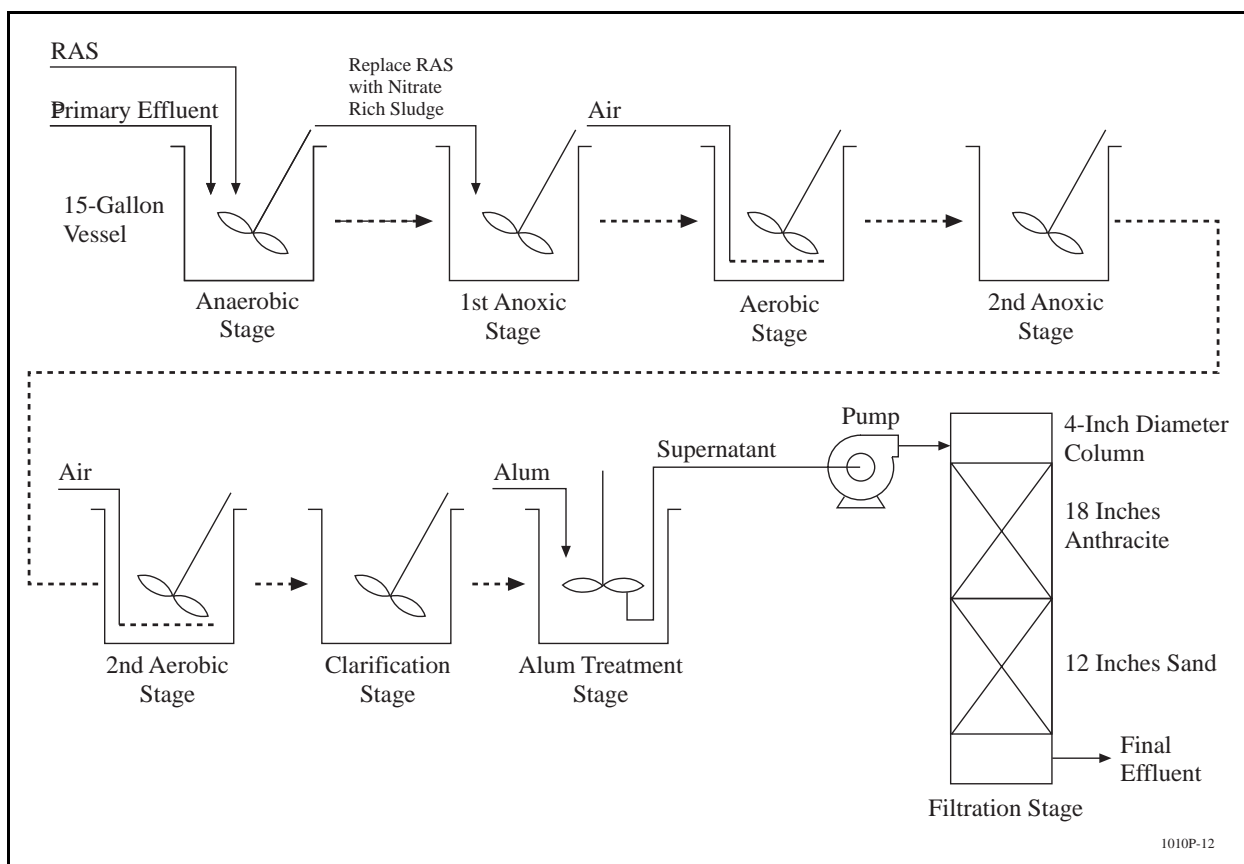 RAS
Primary Effluent
Replace RAS
with Nitrate
Rich Sludge
Air
15-Gallon
Vessel
Anaerobic
Stage
1st Anoxic
Stage
Aerobic
Stage
2nd Anoxic
Stage
Air
Alum
Supernatant
Pump
4-Inch Diameter
Column
18 Inches
Anthracite
12 Inches Sand
2nd Aerobic
Stage
Clarification
Stage
Alum Treatment
Stage
Final
Effluent
Filtration Stage
1010P-12